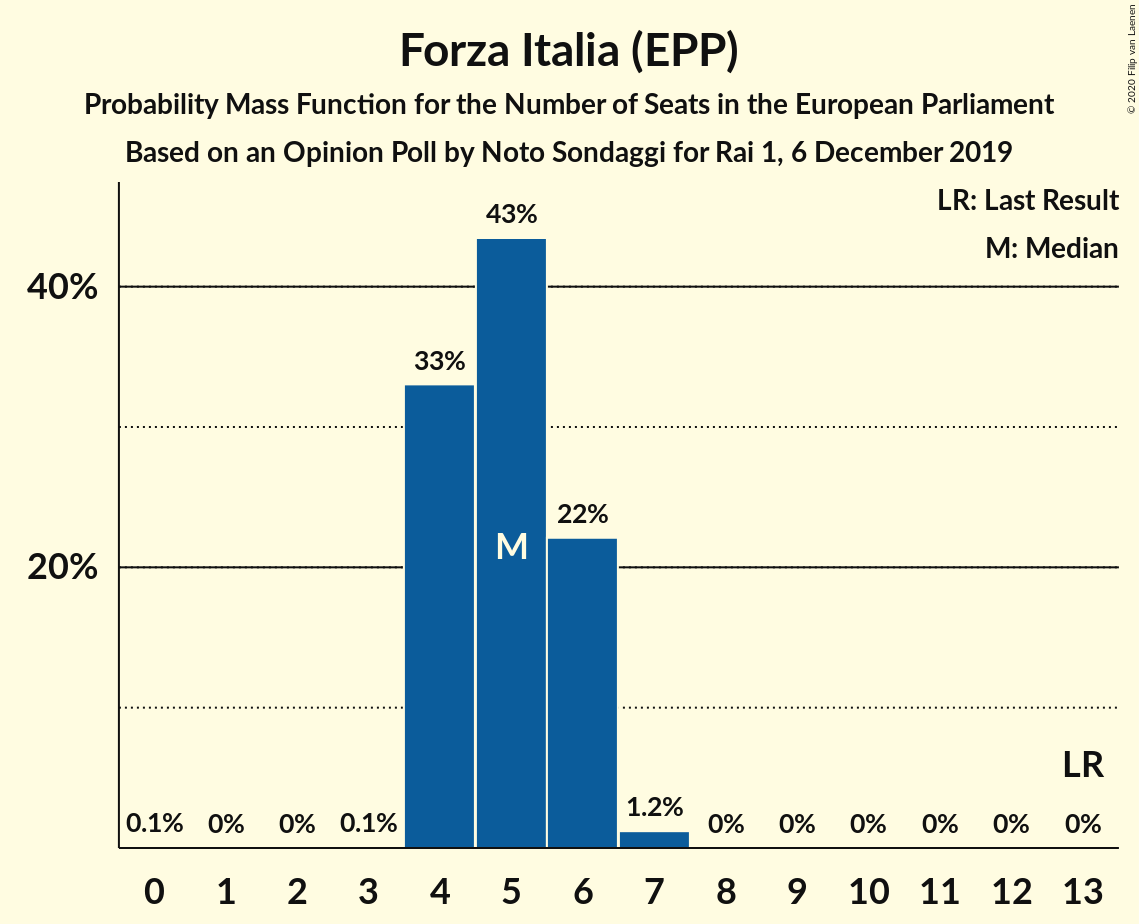 Forza Italia (EPP)
Probability Mass Function for the Number of Seats in the European Parliament
Based on an Opinion Poll by Noto Sondaggi for Rai 1, 6 December 2019
© 2020 Filip van Laenen
LR: Last Result
M: Median
43%
40%
33%
22%
M
20%
LR
0.1% 0% 0% 0.1% 1.2% 0% 0% 0% 0% 0% 0%
0 1 2 3 4 5 6 7 8 9 10 11 12 13